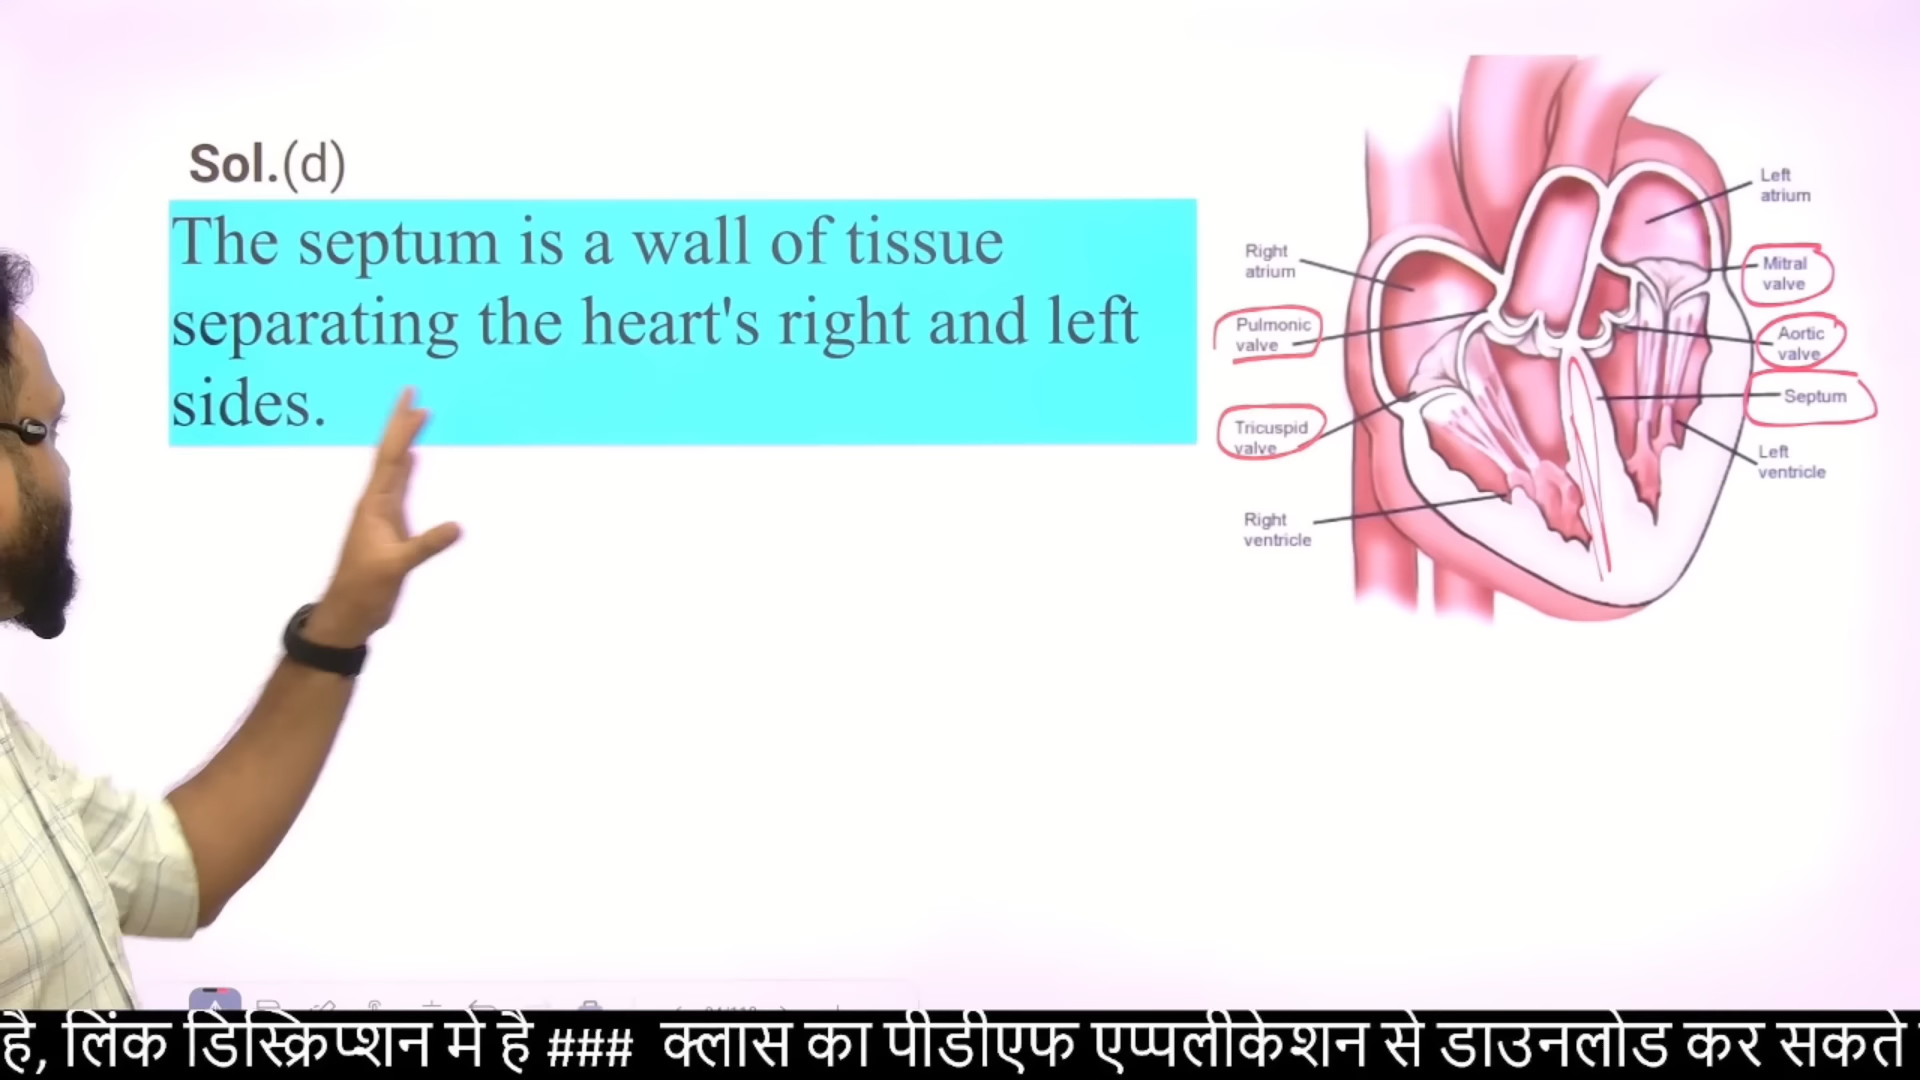 Sol.(d)
The septum is a wall of tissue
separating the heart's right and left
sides.
Left
atrium
Right
atrium
Mitral
valve
Pulmonic
valve
Aortic
valve
Septum
Tricuspid
valve
Left
ventricle
Right
ventricle
है, लिंक डिस्क्रिप्शन में है ### क्लास का पीडीएफ एप्पलीकेशन से डाउनलोड कर सकते